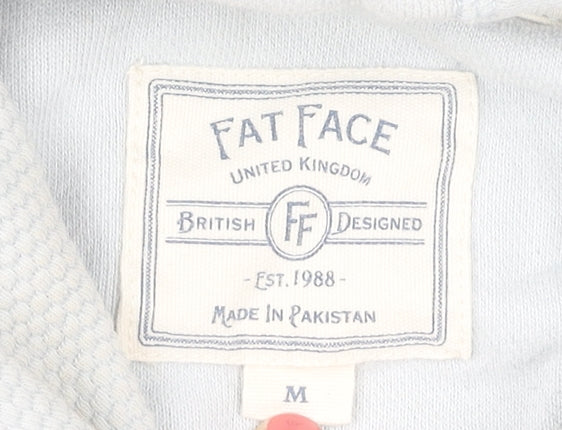 FAT FACE
UNITED KINGDOM
BRITISH FF DESIGNED
-EST. 1988-
MADE IN PAKISTAN
M